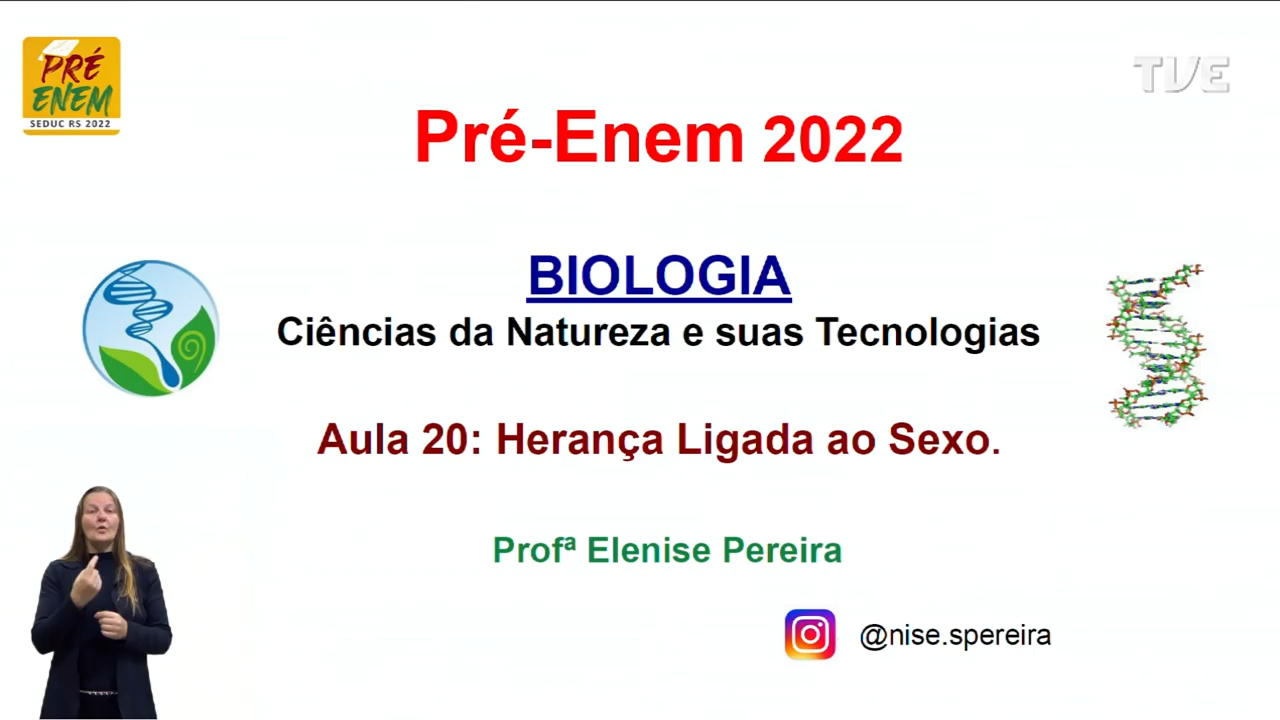 PRÉ
ENEM
SEDUC RS 2022
TVE
Pré-Enem 2022
BIOLOGIA
Ciências da Natureza e suas Tecnologias
Aula 20: Herança Ligada ao Sexo.
Profª Elenise Pereira
@nise.spereira